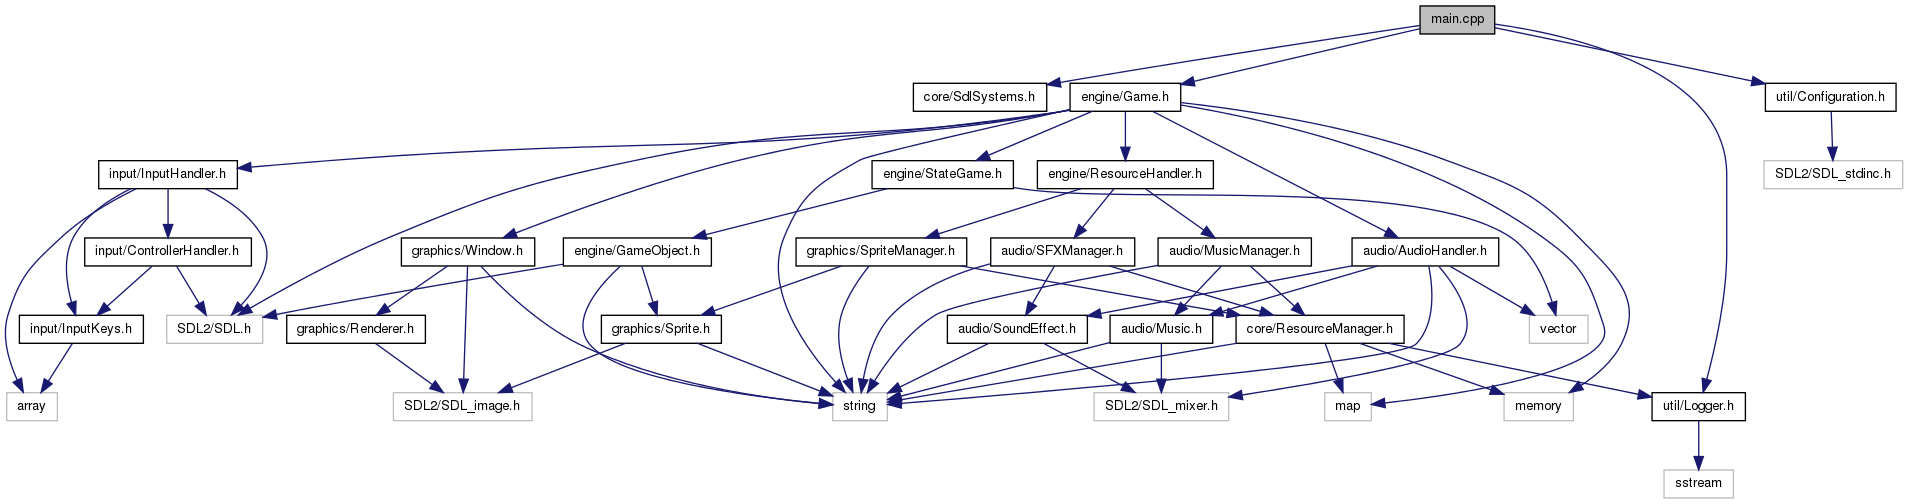 main.cpp
core/SdlSystems.h
engine/Game.h
util/Configuration.h
input/InputHandler.h
engine/StateGame.h
engine/ResourceHandler.h
SDL2/SDL_stdinc.h
input/ControllerHandler.h
graphics/Window.h
engine/GameObject.h
graphics/SpriteManager.h
audio/SFXManager.h
audio/MusicManager.h
audio/AudioHandler.h
input/InputKeys.h
SDL2/SDL.h
graphics/Renderer.h
graphics/Sprite.h
audio/SoundEffect.h
audio/Music.h
core/ResourceManager.h
vector
array
SDL2/SDL_image.h
string
SDL2/SDL_mixer.h
map
memory
util/Logger.h
sstream